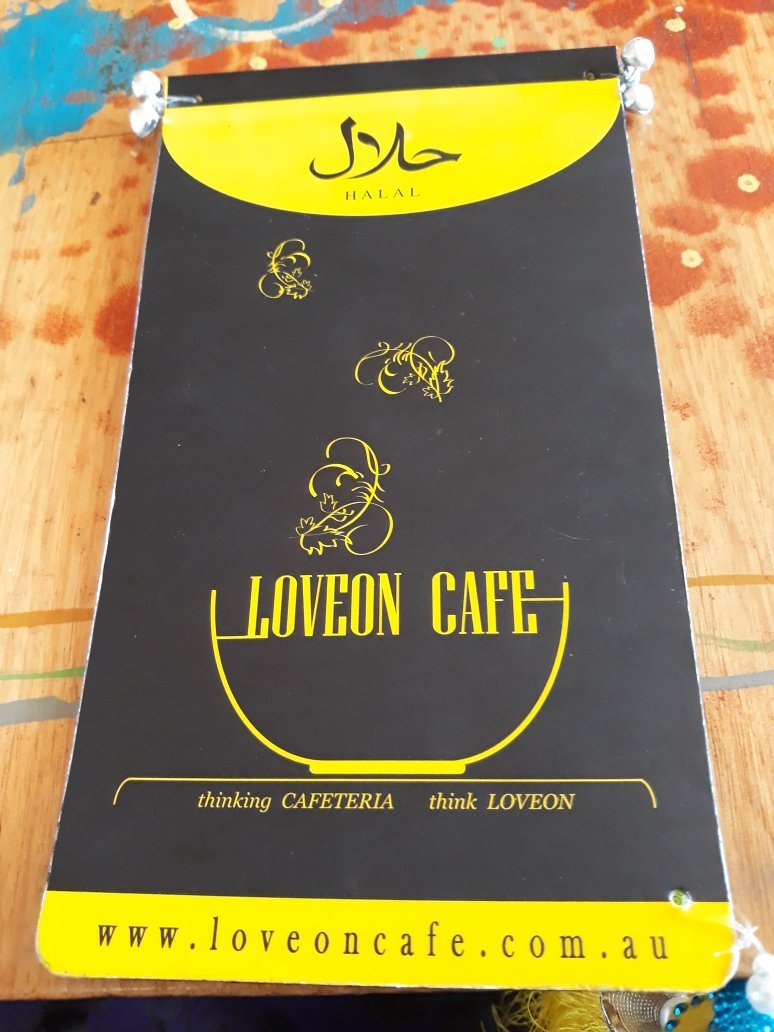 حلال
HALAL
LOVEON CAFE
thinking CAFETERIA think LOVEON
www.loveoncafe.com.au